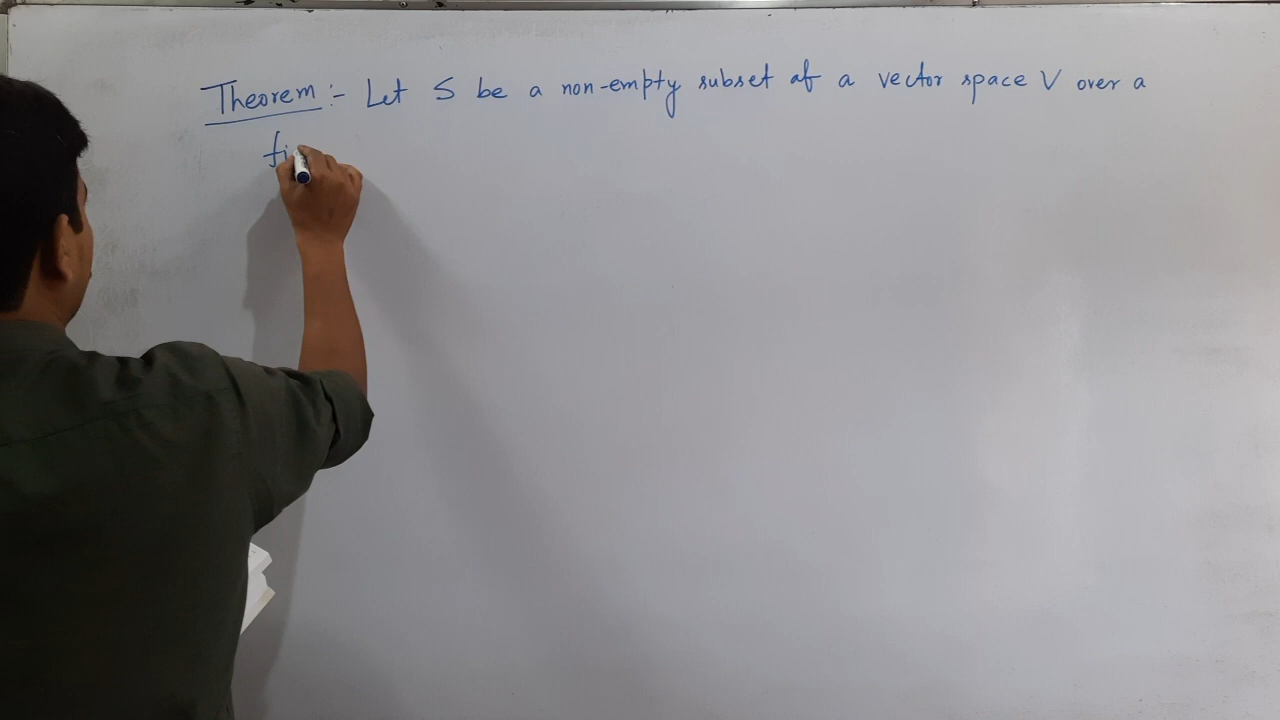 Theorem :- Let S be a non-empty subset of a vector space V over a
fi